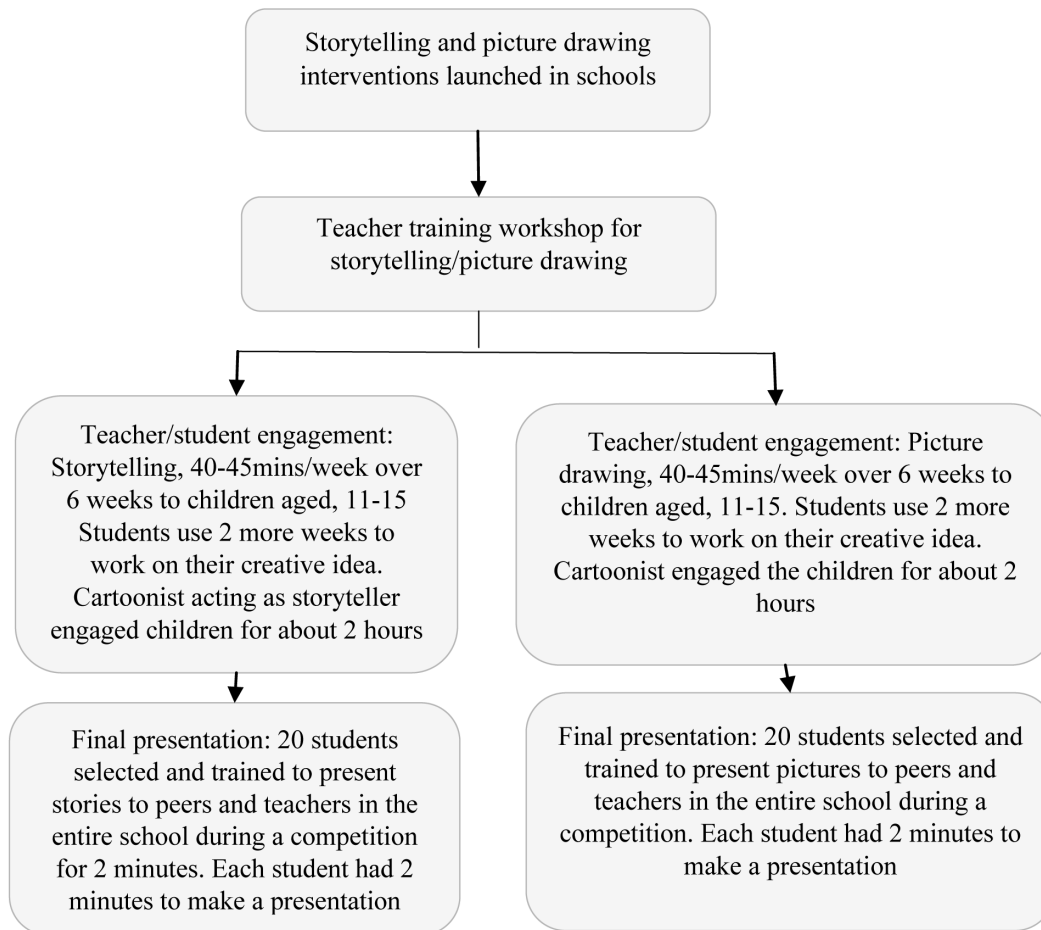 Storytelling and picture drawing
interventions launched in schools
Teacher training workshop for
storytelling/picture drawing
Teacher/student engagement:
Storytelling, 40-45mins/week over
6 weeks to children aged, 11-15
Students use 2 more weeks to
work on their creative idea.
Cartoonist acting as storyteller
engaged children for about 2 hours
Teacher/student engagement: Picture
drawing, 40-45mins/week over 6 weeks to
children aged, 11-15. Students use 2 more
weeks to work on their creative idea.
Cartoonist engaged the children for about 2
hours
Final presentation: 20 students
selected and trained to present
stories to peers and teachers in the
entire school during a competition
for 2 minutes. Each student had 2
minutes to make a presentation
Final presentation: 20 students selected and
trained to present pictures to peers and
teachers in the entire school during a
competition. Each student had 2 minutes to
make a presentation